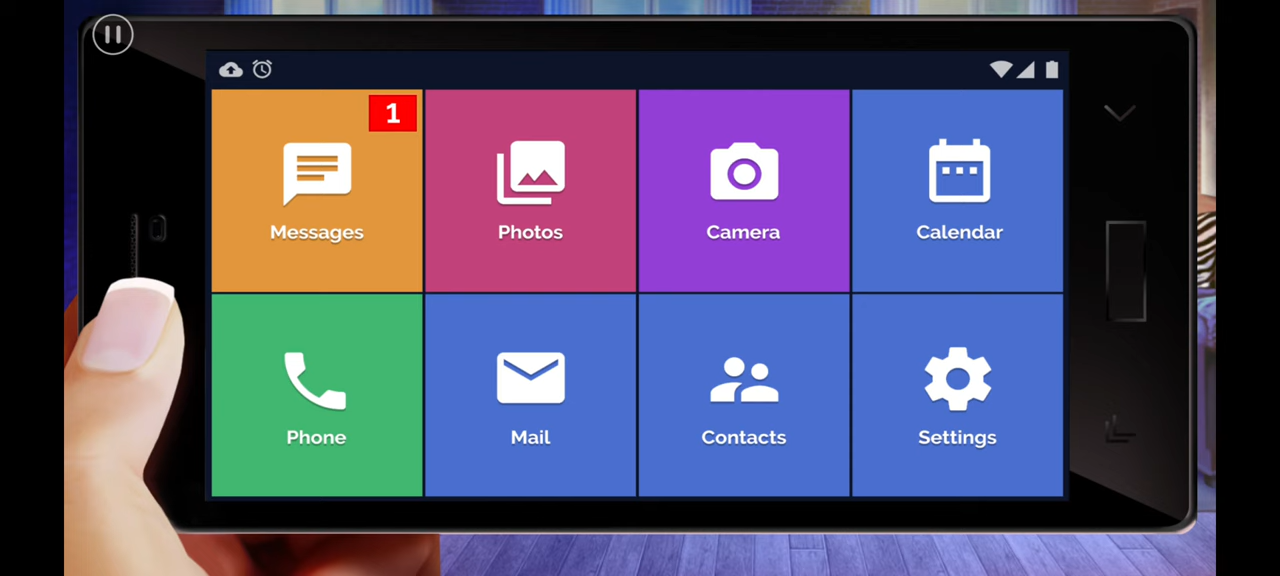 1
Messages
Photos
Camera
Calendar
Phone
Mail
Contacts
Settings